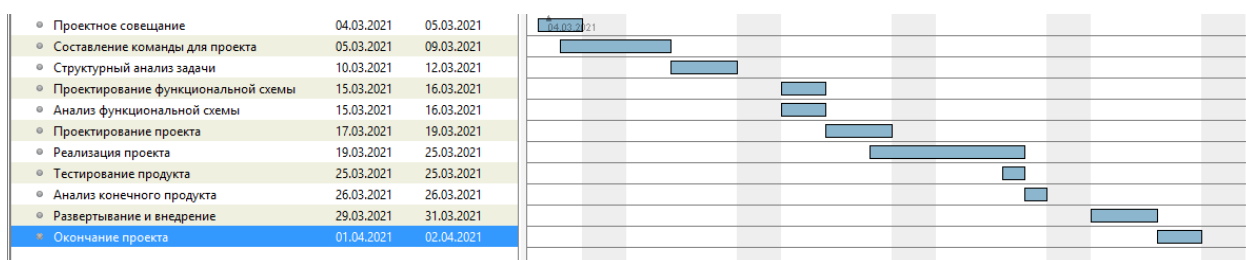 Проектное совещание 04.03.2021 05.03.2021 04.03.2021
Составление команды для проекта 05.03.2021 09.03.2021
Структурный анализ задачи 10.03.2021 12.03.2021
Проектирование функциональной схемы 15.03.2021 16.03.2021
Анализ функциональной схемы 15.03.2021 16.03.2021
Проектирование проекта 17.03.2021 19.03.2021
Реализация проекта 19.03.2021 25.03.2021
Тестирование продукта 25.03.2021 25.03.2021
Анализ конечного продукта 26.03.2021 26.03.2021
Развертывание и внедрение 29.03.2021 31.03.2021
Окончание проекта 01.04.2021 02.04.2021